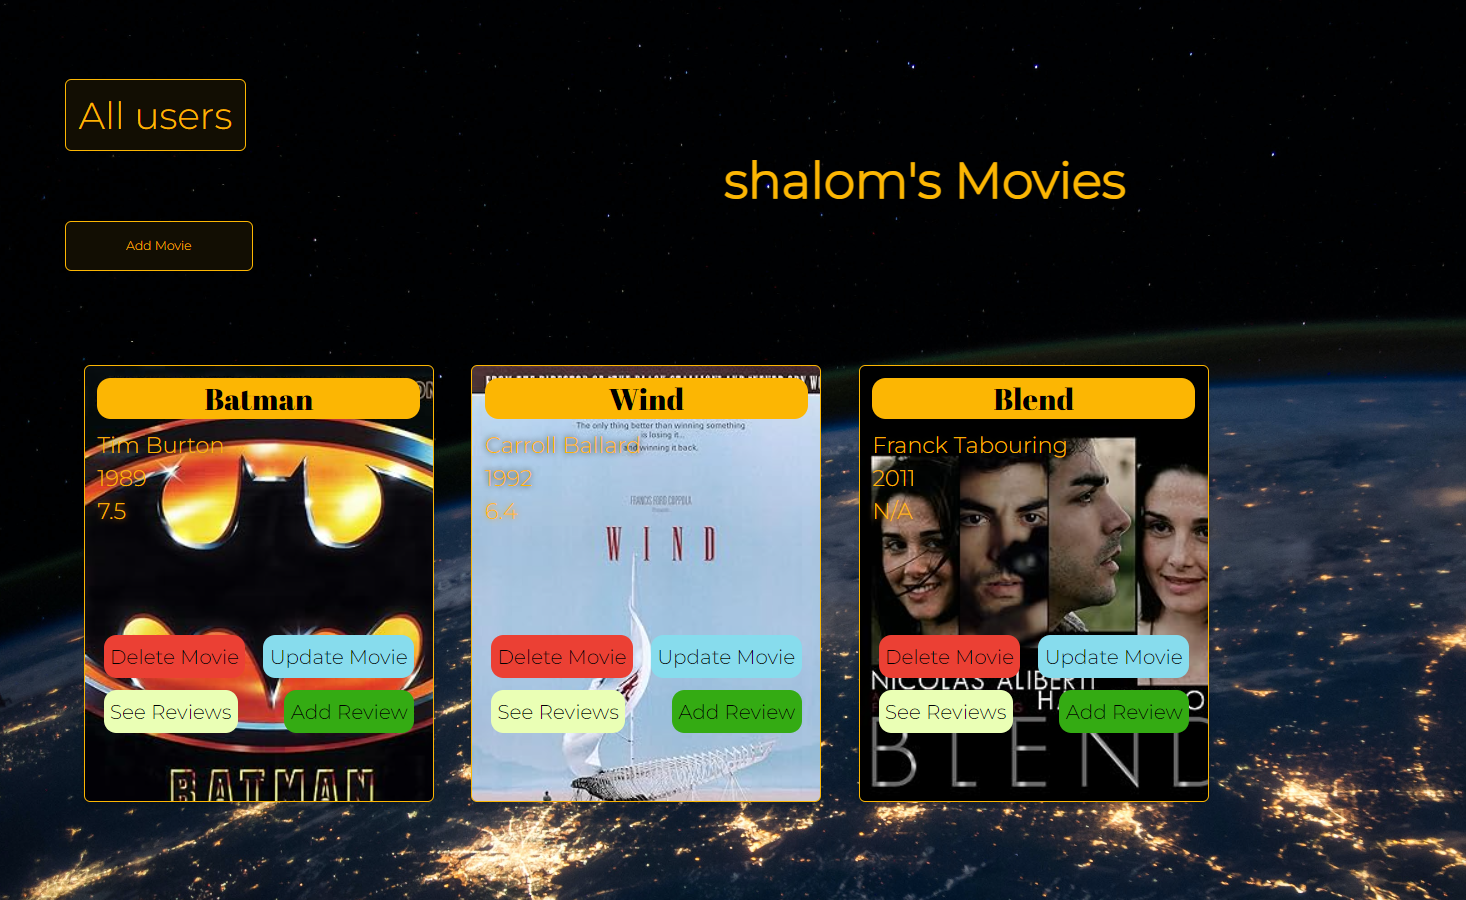 All users
shalom's Movies
Add Movie
Batman
Tim Burton
1989
7.5
Delete Movie
Update Movie
See Reviews
Add Review
BATMAN
Wind
The only thing better than winning something
is losing it...
and winning it back.
Carroll Ballard
1992
6.4
FRANCIS FORD COPPOLA
Presents
WIND
Delete Movie
Update Movie
See Reviews
Add Review
Blend
Franck Tabouring
2011
N/A
Delete Movie
Update Movie
NICOLAS ALIBERTI
See Reviews
Add Review
BLEND